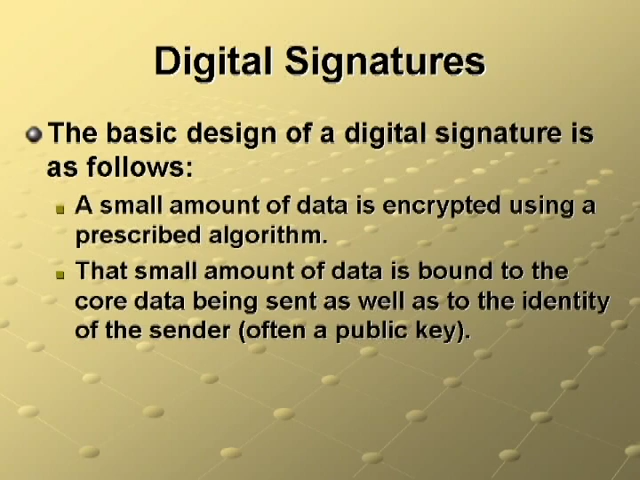 Digital Signatures
The basic design of a digital signature is
as follows:
A small amount of data is encrypted using a
prescribed algorithm.
That small amount of data is bound to the
core data being sent as well as to the identity
of the sender (often a public key).